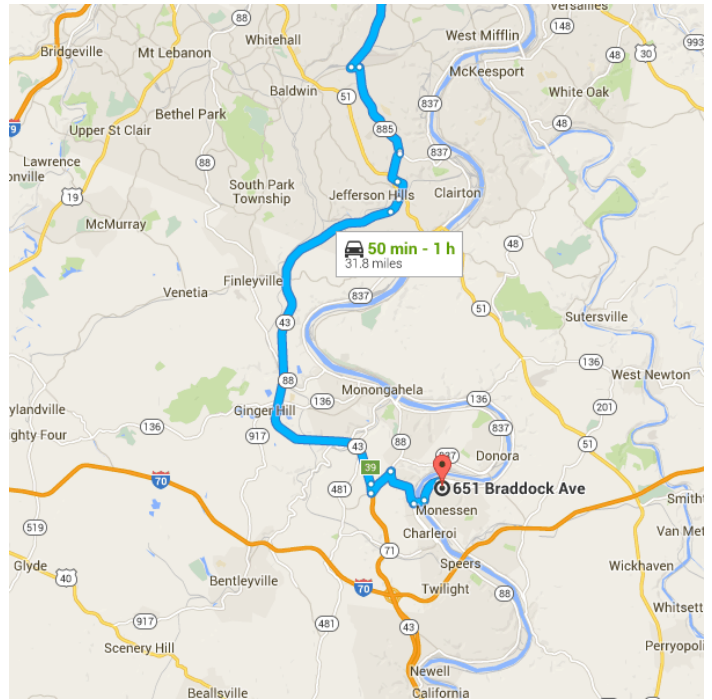 Versailles
Bridgeville
Mt Lebanon
Whitehall
West Mifflin
148
30
993
McKeesport
Baldwin
51
837
White Oak
885
48
79
Bethel Park
88
Upper St Clair
837
48
Lawrence
onville
19
South Park
Township
Jefferson Hills
Clairton
McMurray
50 min - 1 h
31.8 miles
48
Finleyville
Venetia
837
51
Sutersville
43
88
136
136
Monongahela
136
West Newton
Ginger Hill
201
ylandville
ghty Four
136
917
43
88
837
837
51
Donora
39
70
481
651 Braddock Ave
Smith
Monessen
519
Charleroi
Van Met
71
Glyde
Speers
Wickhaven
40
Bentleyville
70
Twilight
88
Whitset
917
481
43
Scenery Hill
Perryopolis
Newell
California
Beallsville